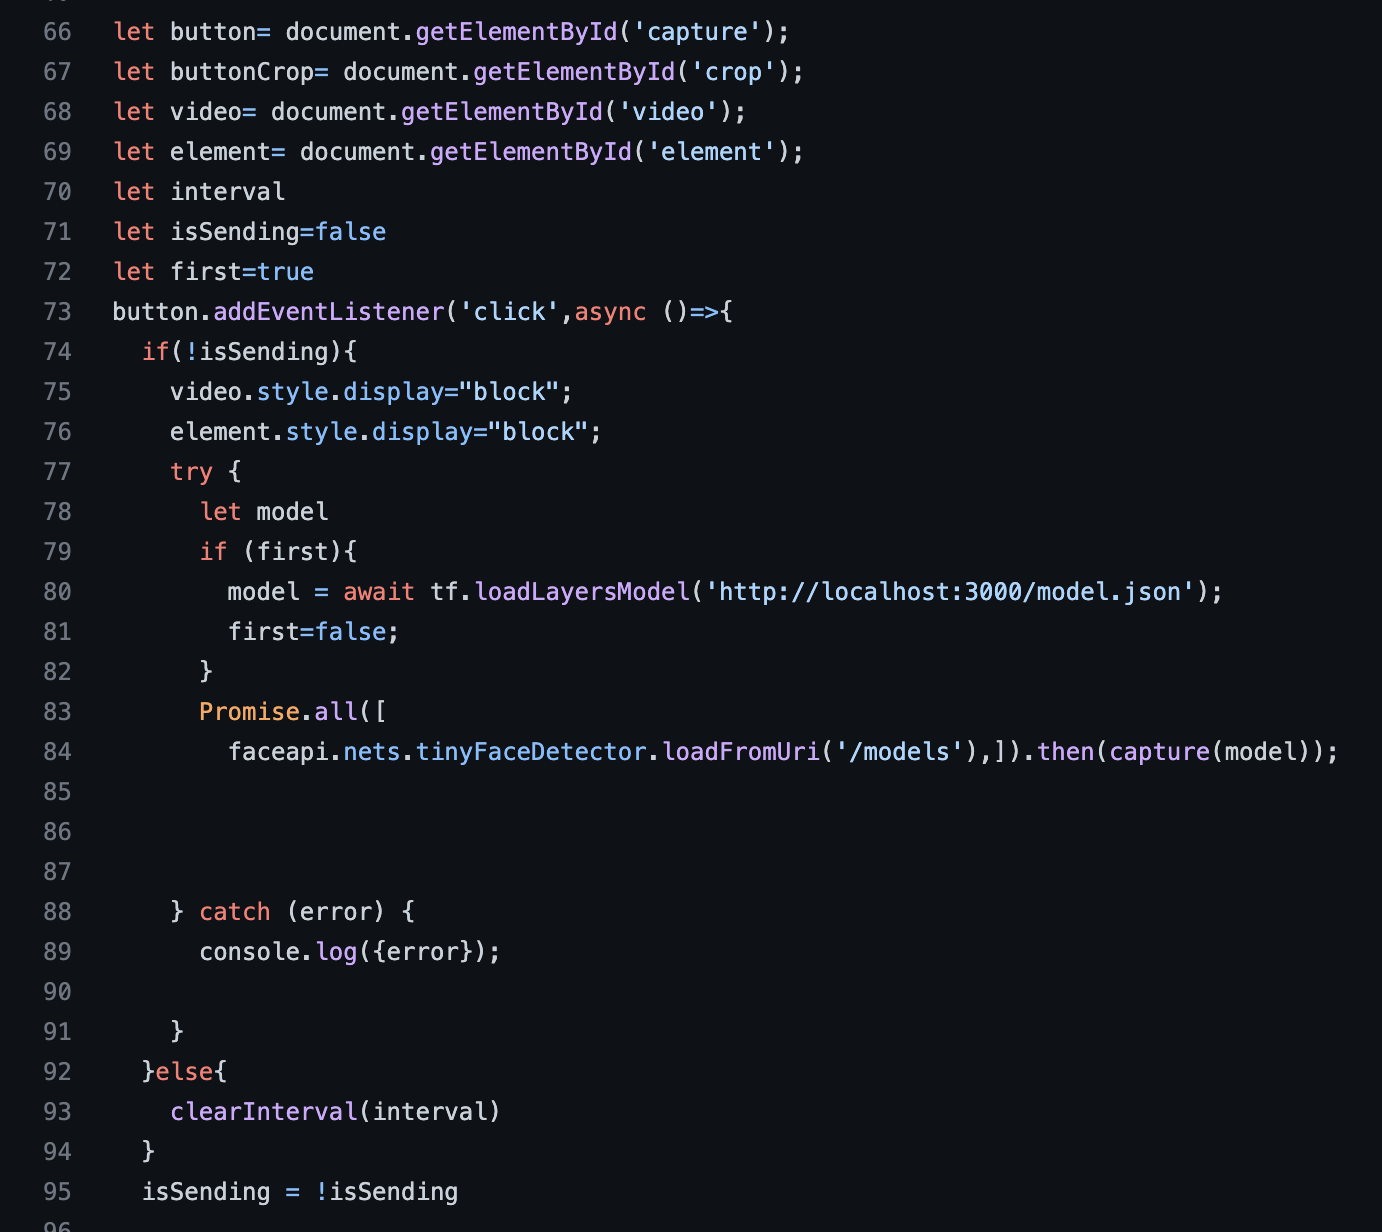 66 let button= document.getElementById('capture');
67 let buttonCrop= document.getElementById('crop');
68 let video= document.getElementById('video');
69 let element= document.getElementById('element');
70 let interval
71 let isSending=false
72 let first=true
73 button.addEventListener('click',async ()=>{
74   if(!isSending){
75     video.style.display="block";
76     element.style.display="block";
77     try {
78       let model
79       if (first){
80         model = await tf.loadLayersModel('http://localhost:3000/model.json');
81         first=false;
82       }
83       Promise.all([
84         faceapi.nets.tinyFaceDetector.loadFromUri('/models'),]).then(capture(model));
85
86
87
88     } catch (error) {
89       console.log({error});
90
91     }
92   }else{
93     clearInterval(interval)
94   }
95   isSending = !isSending
96